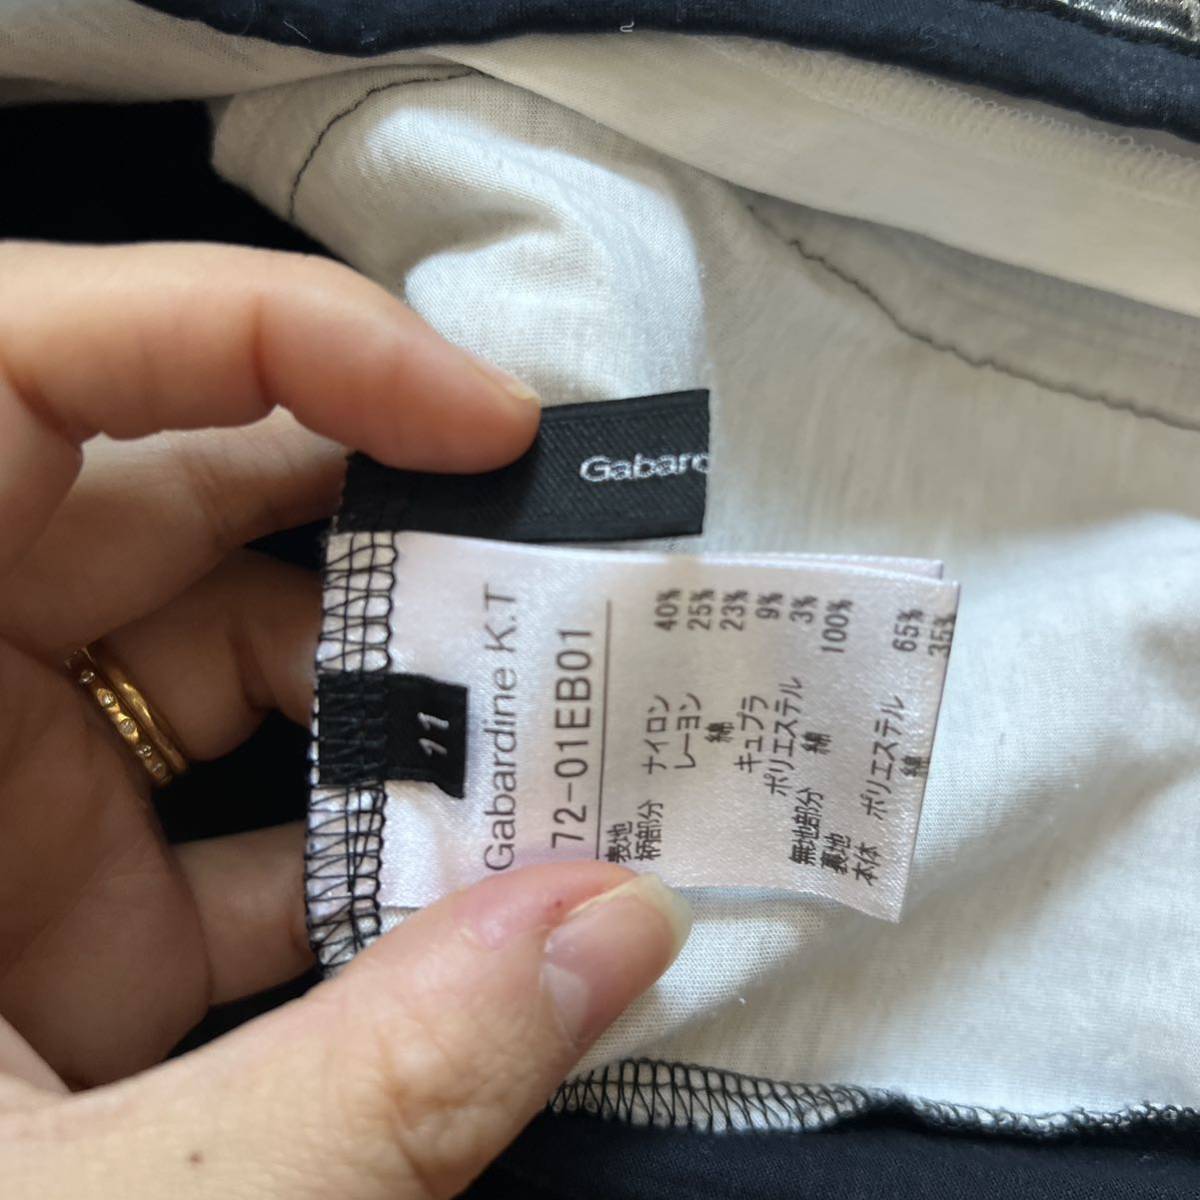 Gabard
11
Gabardine K.T
72-01EB01
表地
柄部分 ナイロン 40%
レーヨン 25%
綿 23%
キュプラ 9%
ポリエステル 3%
無地部分 綿 100%
裏地
本体 ポリエステル 65%
綿 35%